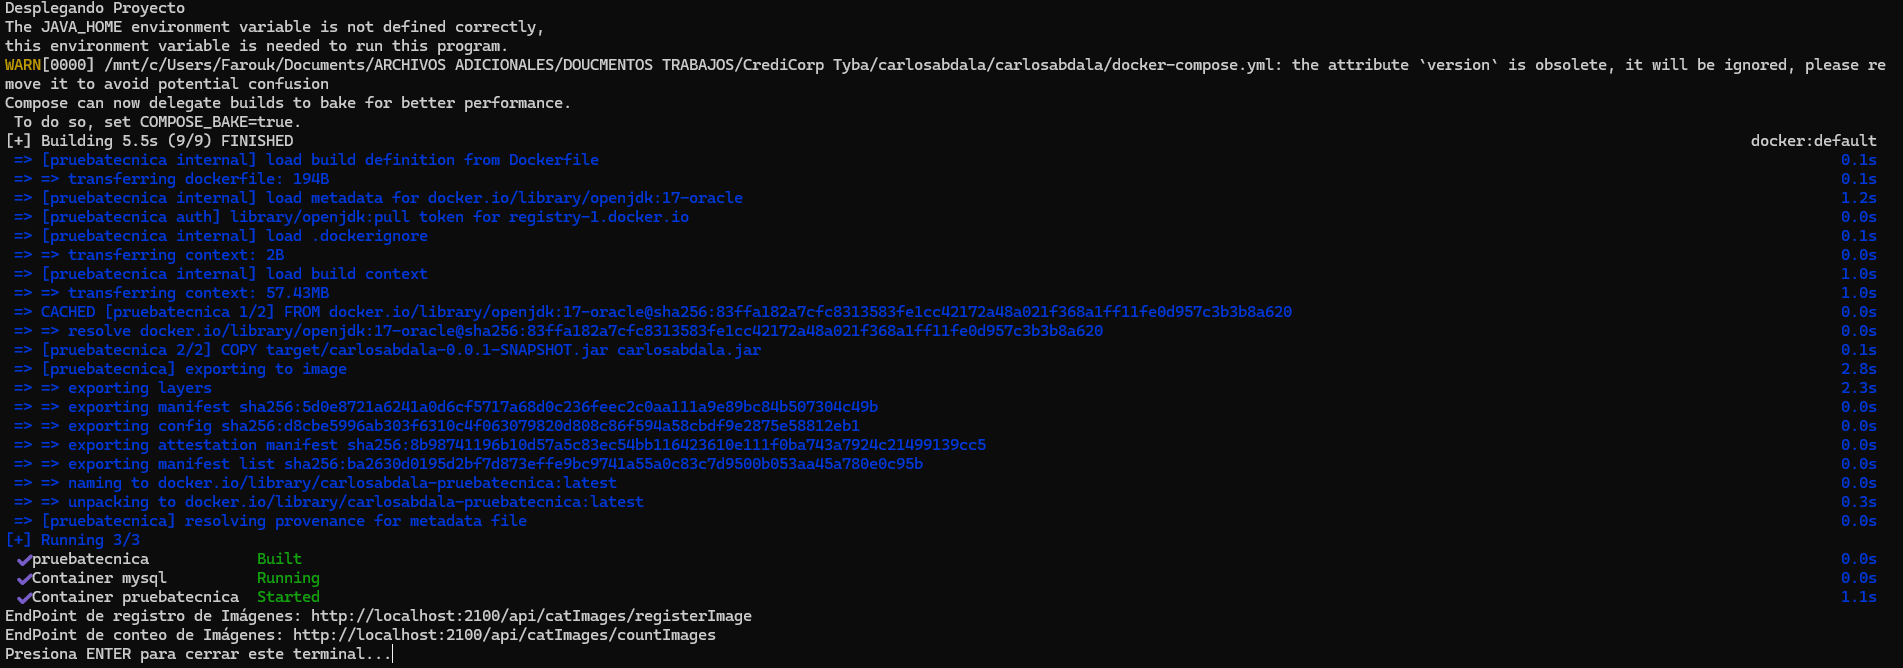 Desplegando Proyecto
The JAVA_HOME environment variable is not defined correctly,
this environment variable is needed to run this program.
WARN[0000] /mnt/c/Users/Farouk/Documents/ARCHIVOS ADICIONALES/DOUCMENTOS TRABAJOS/CrediCorp Tyba/carlosabdala/carlosabdala/docker-compose.yml: the attribute `version` is obsolete, it will be ignored, please re
move it to avoid potential confusion
Compose can now delegate builds to bake for better performance.
 To do so, set COMPOSE_BAKE=true.
[+] Building 5.5s (9/9) FINISHED docker:default
 => [pruebatecnica internal] load build definition from Dockerfile 0.1s
 => => transferring dockerfile: 194B 0.1s
 => [pruebatecnica internal] load metadata for docker.io/library/openjdk:17-oracle 1.2s
 => [pruebatecnica auth] library/openjdk:pull token for registry-1.docker.io 0.0s
 => [pruebatecnica internal] load .dockerignore 0.1s
 => => transferring context: 2B 0.0s
 => [pruebatecnica internal] load build context 1.0s
 => => transferring context: 57.43MB 1.0s
 => CACHED [pruebatecnica 1/2] FROM docker.io/library/openjdk:17-oracle@sha256:83ffa182a7cfc8313583fe1cc42172a48a021f368a1ff11fe0d957c3b3b8a620 0.0s
 => => resolve docker.io/library/openjdk:17-oracle@sha256:83ffa182a7cfc8313583fe1cc42172a48a021f368a1ff11fe0d957c3b3b8a620 0.0s
 => [pruebatecnica 2/2] COPY target/carlosabdala-0.0.1-SNAPSHOT.jar carlosabdala.jar 0.1s
 => [pruebatecnica] exporting to image 2.8s
 => => exporting layers 2.3s
 => => exporting manifest sha256:5d0e8721a6241a0d6cf5717a68d0c236feec2c0aa111a9e89bc84b507304c49b 0.0s
 => => exporting config sha256:d8cbe5996ab303f6310c4f063079820d808c86f594a58cbdf9e2875e58812eb1 0.0s
 => => exporting attestation manifest sha256:8b98741196b10d57a5c83ec54bb116423610e111f0ba743a7924c21499139cc5 0.0s
 => => exporting manifest list sha256:ba2630d0195d2bf7d873effe9bc9741a55a0c83c7d9500b053aa45a780e0c95b 0.0s
 => => naming to docker.io/library/carlosabdala-pruebatecnica:latest 0.0s
 => => unpacking to docker.io/library/carlosabdala-pruebatecnica:latest 0.3s
 => [pruebatecnica] resolving provenance for metadata file 0.0s
[+] Running 3/3
 ✔pruebatecnica Built 0.0s
 ✔Container mysql Running 0.0s
 ✔Container pruebatecnica Started 1.1s
EndPoint de registro de Imágenes: http://localhost:2100/api/catImages/registerImage
EndPoint de conteo de Imágenes: http://localhost:2100/api/catImages/countImages
Presiona ENTER para cerrar este terminal...